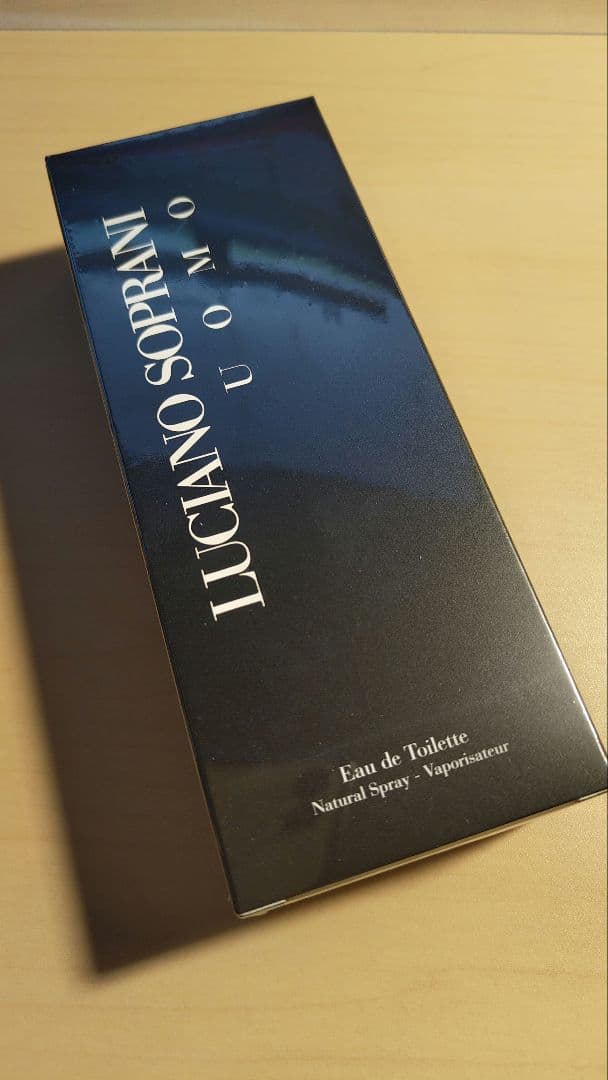 LUCIANO SOPRANI
UOMO
Eau de Toilette
Natural Spray - Vaporisateur